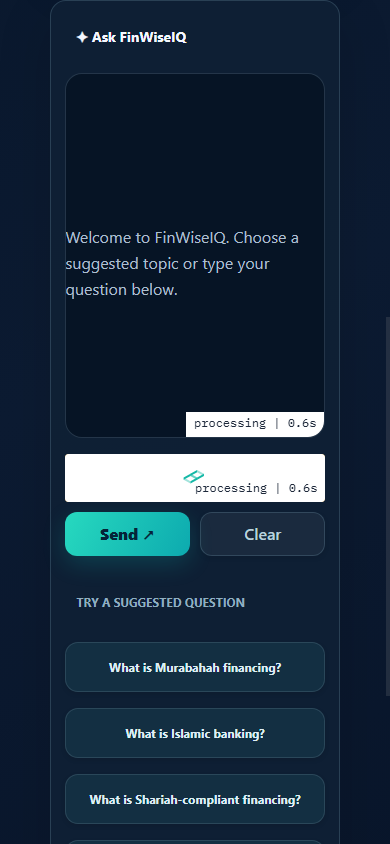 ✦ Ask FinWiseIQ
Welcome to FinWiseIQ. Choose a
suggested topic or type your
question below.
processing | 0.6s
processing | 0.6s
Send ↗
Clear
TRY A SUGGESTED QUESTION
What is Murabahah financing?
What is Islamic banking?
What is Shariah-compliant financing?